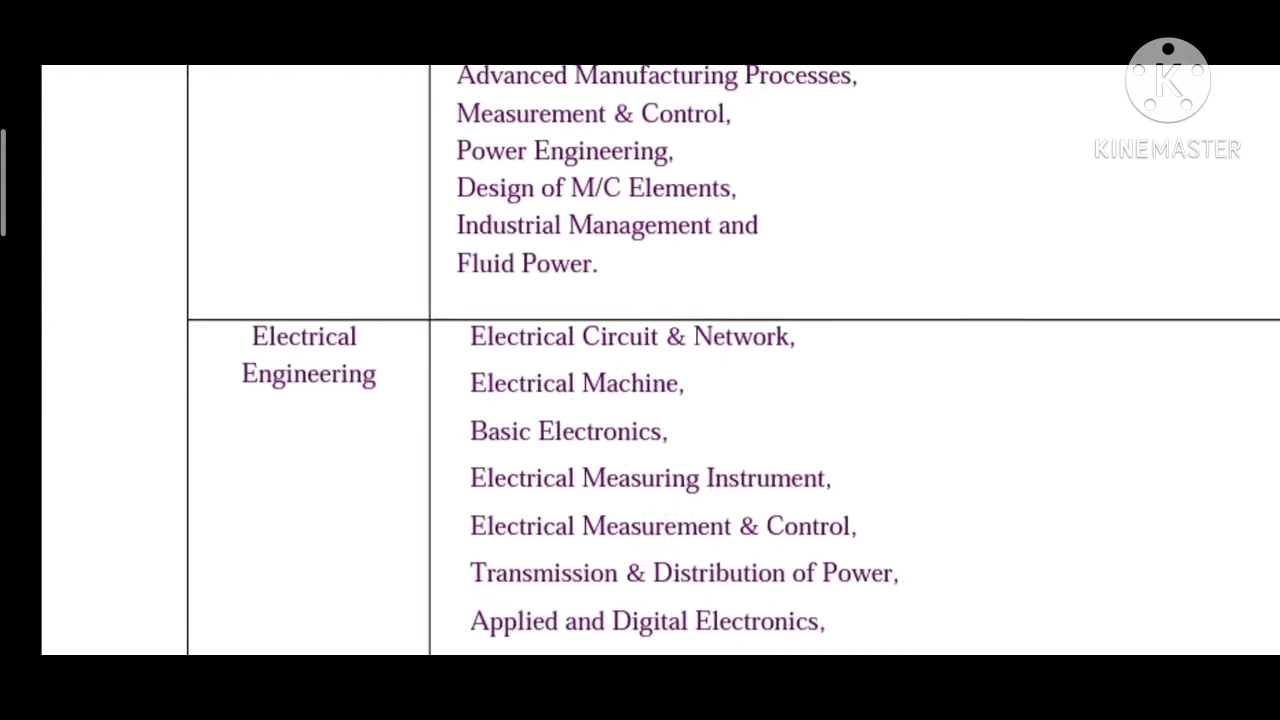 Advanced Manufacturing Processes,
Measurement & Control,
Power Engineering,
Design of M/C Elements,
Industrial Management and
Fluid Power.
Electrical
Engineering
Electrical Circuit & Network,
Electrical Machine,
Basic Electronics,
Electrical Measuring Instrument,
Electrical Measurement & Control,
Transmission & Distribution of Power,
Applied and Digital Electronics,
K
KINEMASTER